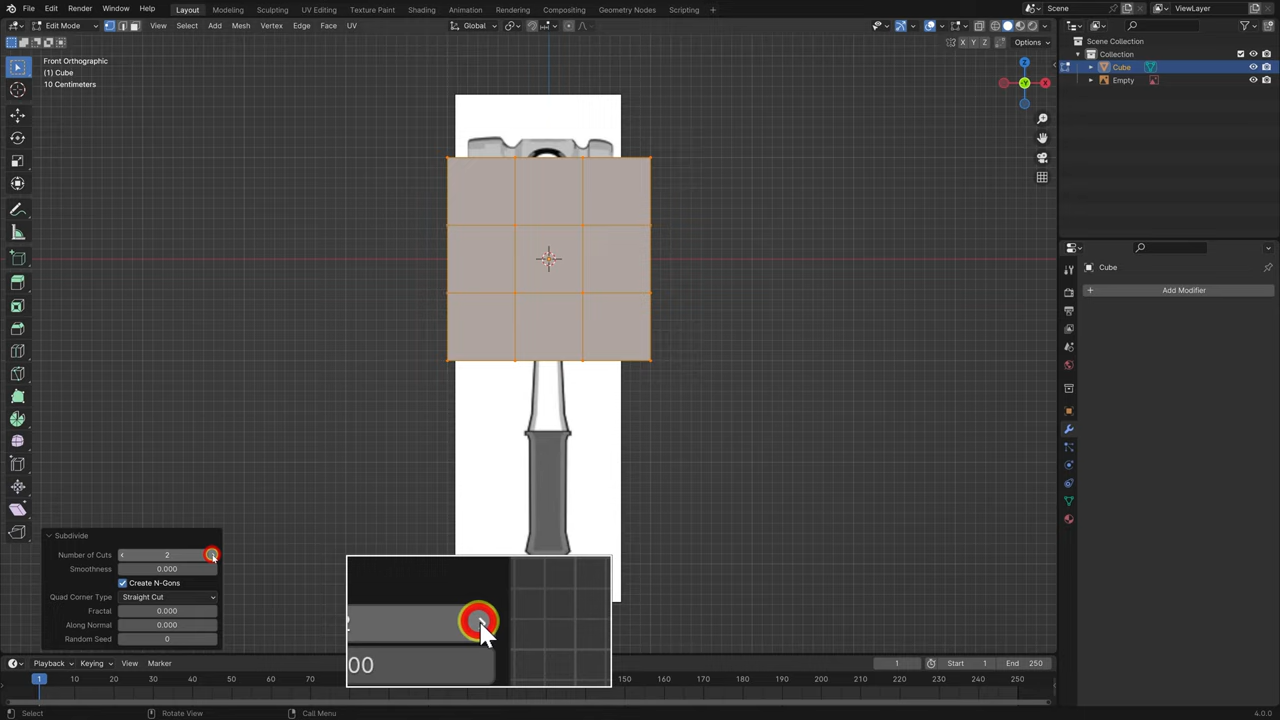 File Edit Render Window Help Layout Modeling Sculpting UV Editing Texture Paint Shading Animation Rendering Compositing Geometry Nodes Scripting + Scene ViewLayer
Edit Mode View Select Add Mesh Vertex Edge Face UV Global
X Y Z Options
Front Orthographic
(1) Cube
10 Centimeters
Y X
Scene Collection
Collection
Cube
Empty
Cube
+ Add Modifier
Subdivide
Number of Cuts 2
Smoothness 0.000
Create N-Gons
Quad Corner Type Straight Cut
Fractal 0.000
Along Normal 0.000
Random Seed 0
00
Playback Keying View Marker 1 Start 1 End 250
1 10 20 30 40 50 60 70 80 150 160 170 180 190 200 210 220 230 240 250
Select Rotate View Call Menu 4.0.0